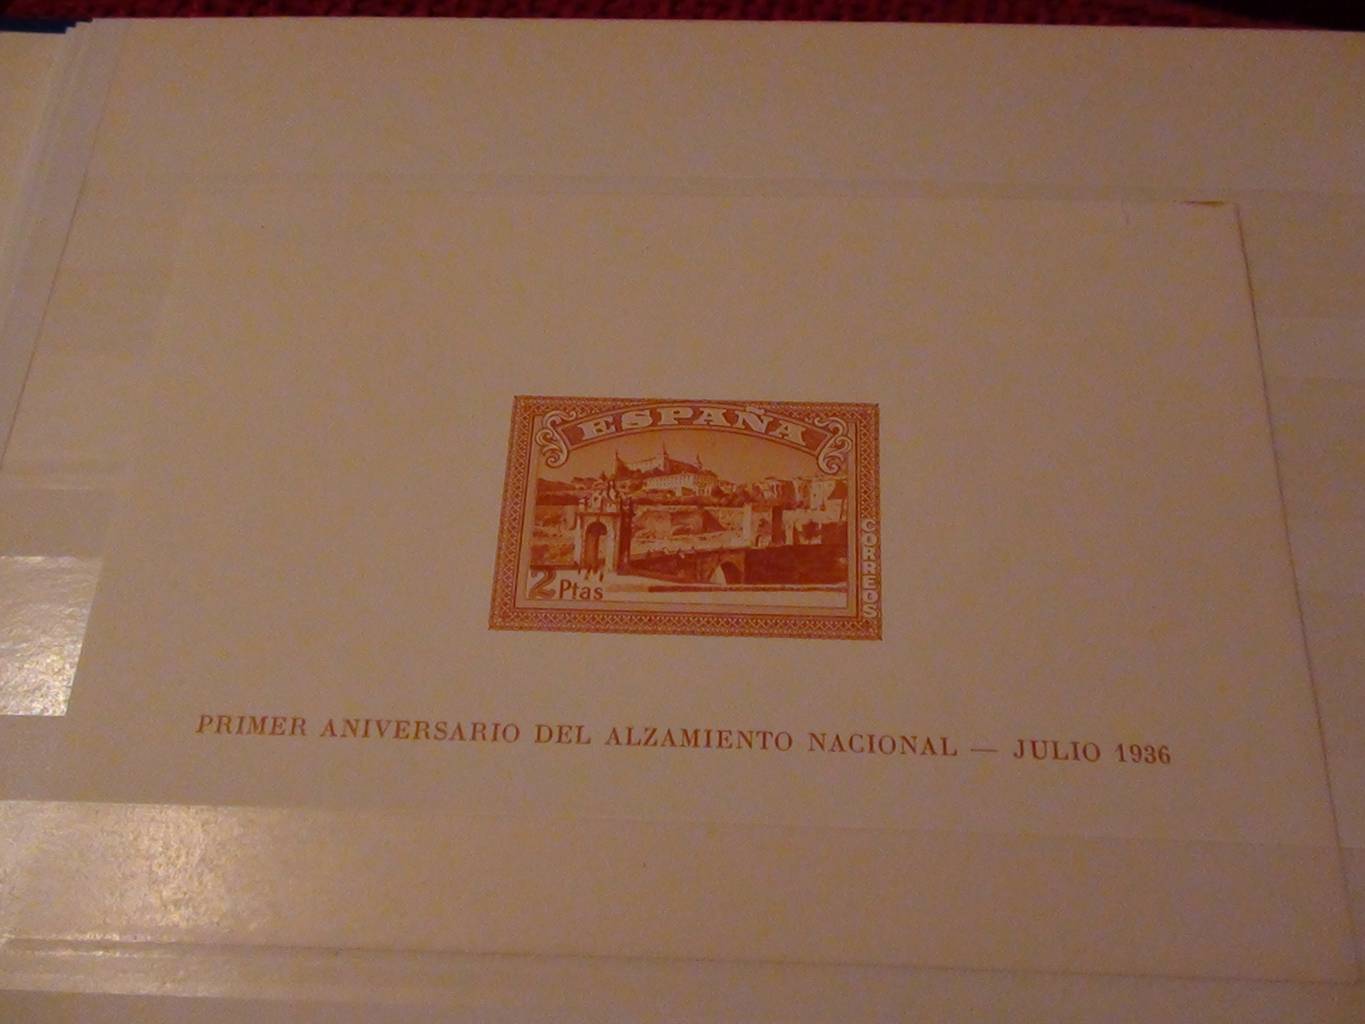 ESPAÑA
CORREOS
2 Ptas
PRIMER ANIVERSARIO DEL ALZAMIENTO NACIONAL — JULIO 1936